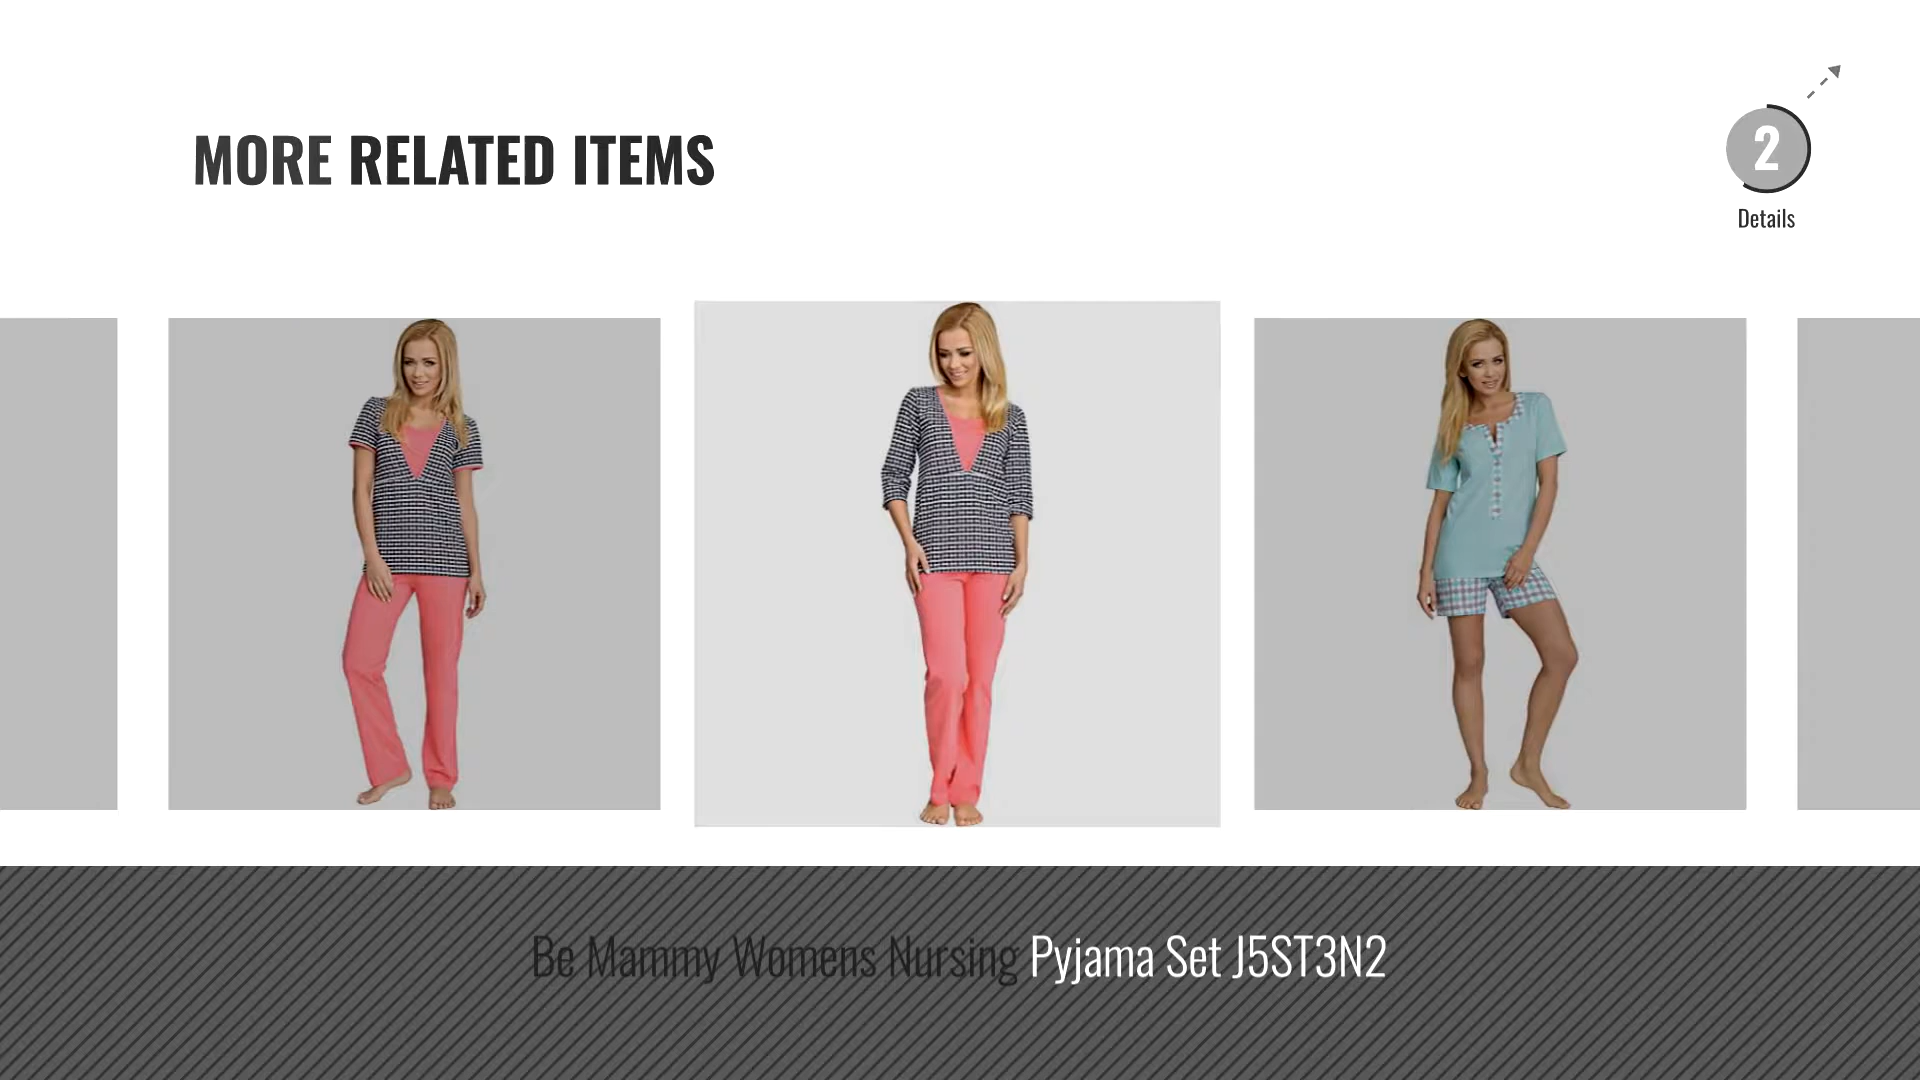 MORE RELATED ITEMS
2
Details
Be Mammy Womens Nursing Pyjama Set J5ST3N2